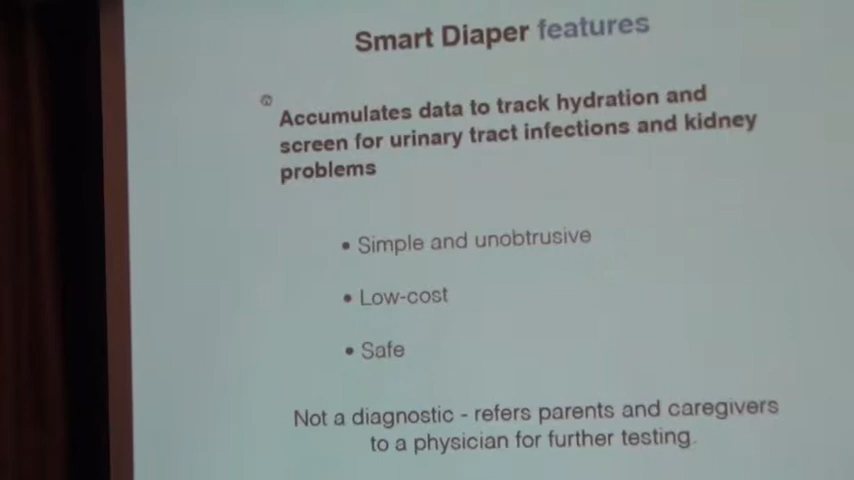 Smart Diaper features
Accumulates data to track hydration and
screen for urinary tract infections and kidney
problems
• Simple and unobtrusive
• Low-cost
• Safe
Not a diagnostic - refers parents and caregivers
to a physician for further testing.